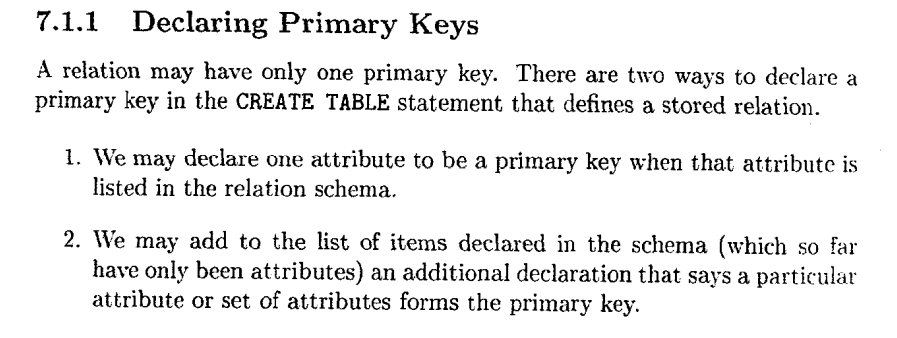 7.1.1 Declaring Primary Keys
A relation may have only one primary key. There are two ways to declare a
primary key in the CREATE TABLE statement that defines a stored relation.
1. We may declare one attribute to be a primary key when that attribute is
listed in the relation schema.
2. We may add to the list of items declared in the schema (which so far
have only been attributes) an additional declaration that says a particular
attribute or set of attributes forms the primary key.